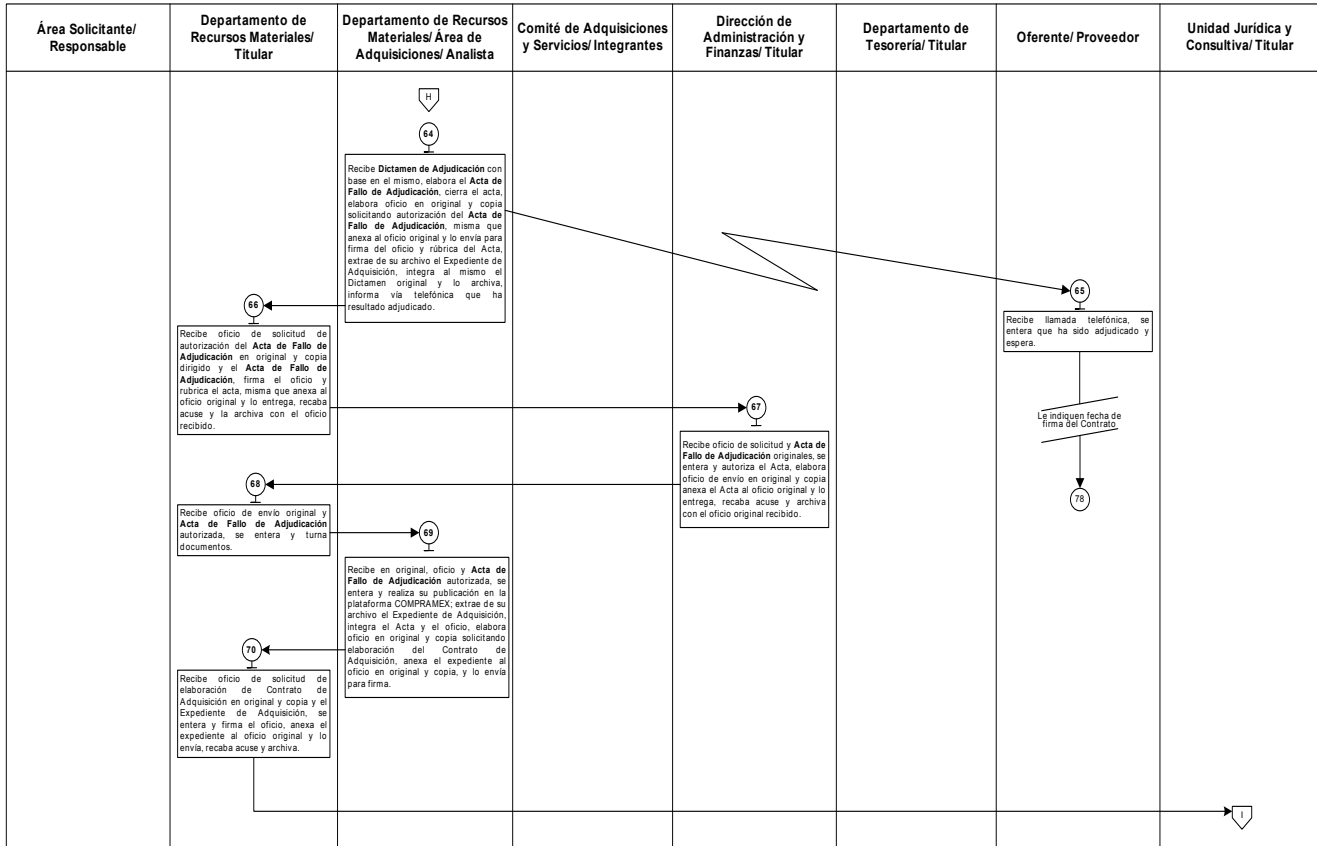 Área Solicitante/
Responsable
Departamento de
Recursos Materiales/
Titular
Departamento de Recursos
Materiales/ Área de
Adquisiciones/ Analista
Comité de Adquisiciones
y Servicios/ Integrantes
Dirección de
Administración y
Finanzas/ Titular
Departamento de
Tesorería/ Titular
Oferente/ Proveedor
Unidad Jurídica y
Consultiva/ Titular
H
64
Recibe Dictamen de Adjudicación con
base en el mismo, elabora el Acta de
Fallo de Adjudicación, cierra el acta,
elabora oficio en original y copia
solicitando autorización del Acta de
Fallo de Adjudicación, misma que
anexa al oficio original y lo envía para
firma del oficio y rúbrica del Acta,
extrae de su archivo el Expediente de
Adquisición, integra al mismo el
Dictamen original y lo archiva,
informa vía telefónica que ha
resultado adjudicado.
65
Recibe llamada telefónica, se
entera que ha sido adjudicado y
espera.
Le indiquen fecha de
firma del Contrato
78
66
Recibe oficio de solicitud de
autorización del Acta de Fallo de
Adjudicación en original y copia
dirigido y el Acta de Fallo de
Adjudicación, firma el oficio y
rubrica el acta, misma que anexa al
oficio original y lo entrega, recaba
acuse y la archiva con el oficio
recibido.
67
Recibe oficio de solicitud y Acta de
Fallo de Adjudicación originales, se
entera y autoriza el Acta, elabora
oficio de envío en original y copia
anexa el Acta al oficio original y lo
entrega, recaba acuse y archiva
con el oficio original recibido.
68
Recibe oficio de envío original y
Acta de Fallo de Adjudicación
autorizada, se entera y turna
documentos.
69
Recibe en original, oficio y Acta de
Fallo de Adjudicación autorizada, se
entera y realiza su publicación en la
plataforma COMPRAMEX; extrae de su
archivo el Expediente de Adquisición,
integra el Acta y el oficio, elabora
oficio en original y copia solicitando
elaboración del Contrato de
Adquisición, anexa el expediente al
oficio en original y copia, y lo envía
para firma.
70
Recibe oficio de solicitud de
elaboración de Contrato de
Adquisición en original y copia y el
Expediente de Adquisición, se
entera y firma el oficio, anexa el
expediente al oficio original y lo
envía, recaba acuse y archiva.
I